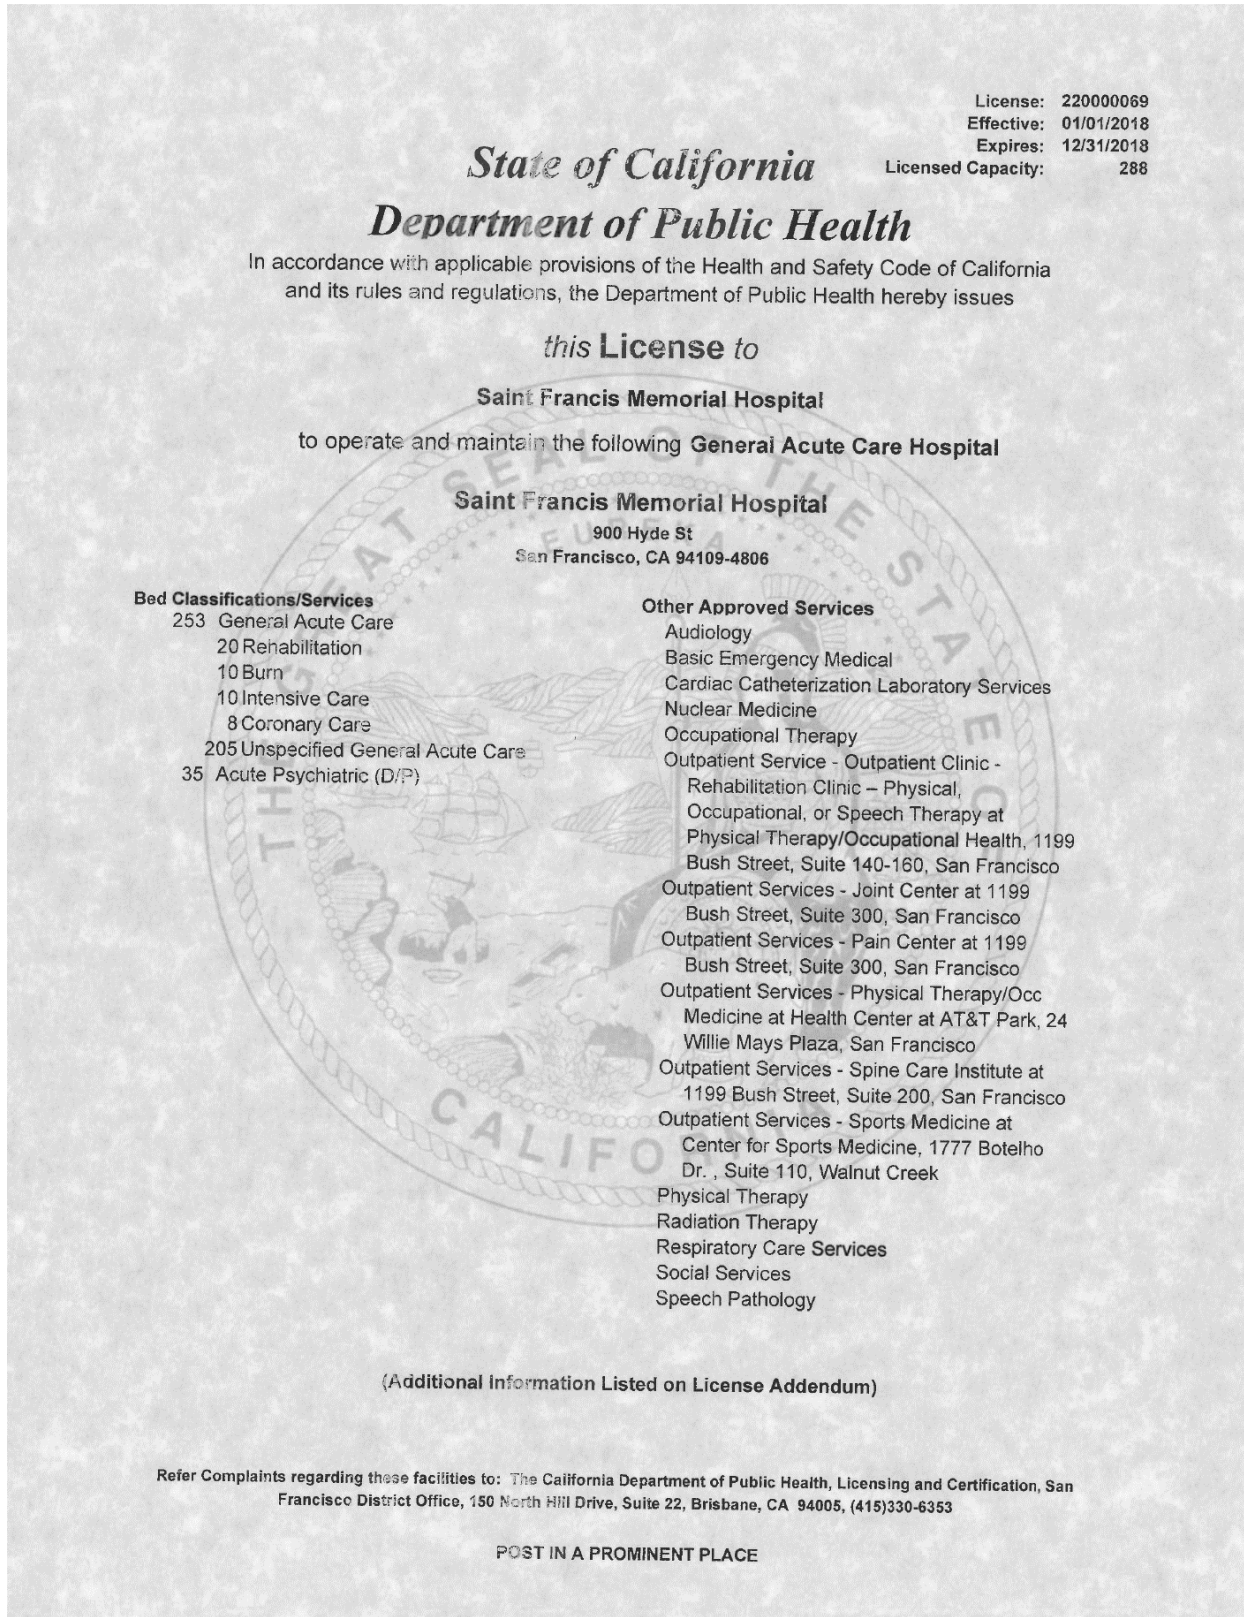 License: 220000069
Effective: 01/01/2018
Expires: 12/31/2018
Licensed Capacity: 288
State of California
Department of Public Health
In accordance with applicable provisions of the Health and Safety Code of California
and its rules and regulations, the Department of Public Health hereby issues
this License to
Saint Francis Memorial Hospital
to operate and maintain the following General Acute Care Hospital
Saint Francis Memorial Hospital
900 Hyde St
San Francisco, CA 94109-4806
Bed Classifications/Services
253 General Acute Care
20 Rehabilitation
10 Burn
10 Intensive Care
8 Coronary Care
205 Unspecified General Acute Care
35 Acute Psychiatric (D/P)
Other Approved Services
Audiology
Basic Emergency Medical
Cardiac Catheterization Laboratory Services
Nuclear Medicine
Occupational Therapy
Outpatient Service - Outpatient Clinic -
Rehabilitation Clinic – Physical,
Occupational, or Speech Therapy at
Physical Therapy/Occupational Health, 1199
Bush Street, Suite 140-160, San Francisco
Outpatient Services - Joint Center at 1199
Bush Street, Suite 300, San Francisco
Outpatient Services - Pain Center at 1199
Bush Street, Suite 300, San Francisco
Outpatient Services - Physical Therapy/Occ
Medicine at Health Center at AT&T Park, 24
Willie Mays Plaza, San Francisco
Outpatient Services - Spine Care Institute at
1199 Bush Street, Suite 200, San Francisco
Outpatient Services - Sports Medicine at
Center for Sports Medicine, 1777 Botelho
Dr. , Suite 110, Walnut Creek
Physical Therapy
Radiation Therapy
Respiratory Care Services
Social Services
Speech Pathology
(Additional Information Listed on License Addendum)
Refer Complaints regarding these facilities to: The California Department of Public Health, Licensing and Certification, San
Francisco District Office, 150 North Hill Drive, Suite 22, Brisbane, CA 94005, (415)330-6353
POST IN A PROMINENT PLACE
THE GREAT SEAL OF THE STATE OF CALIFORNIA
EUREKA